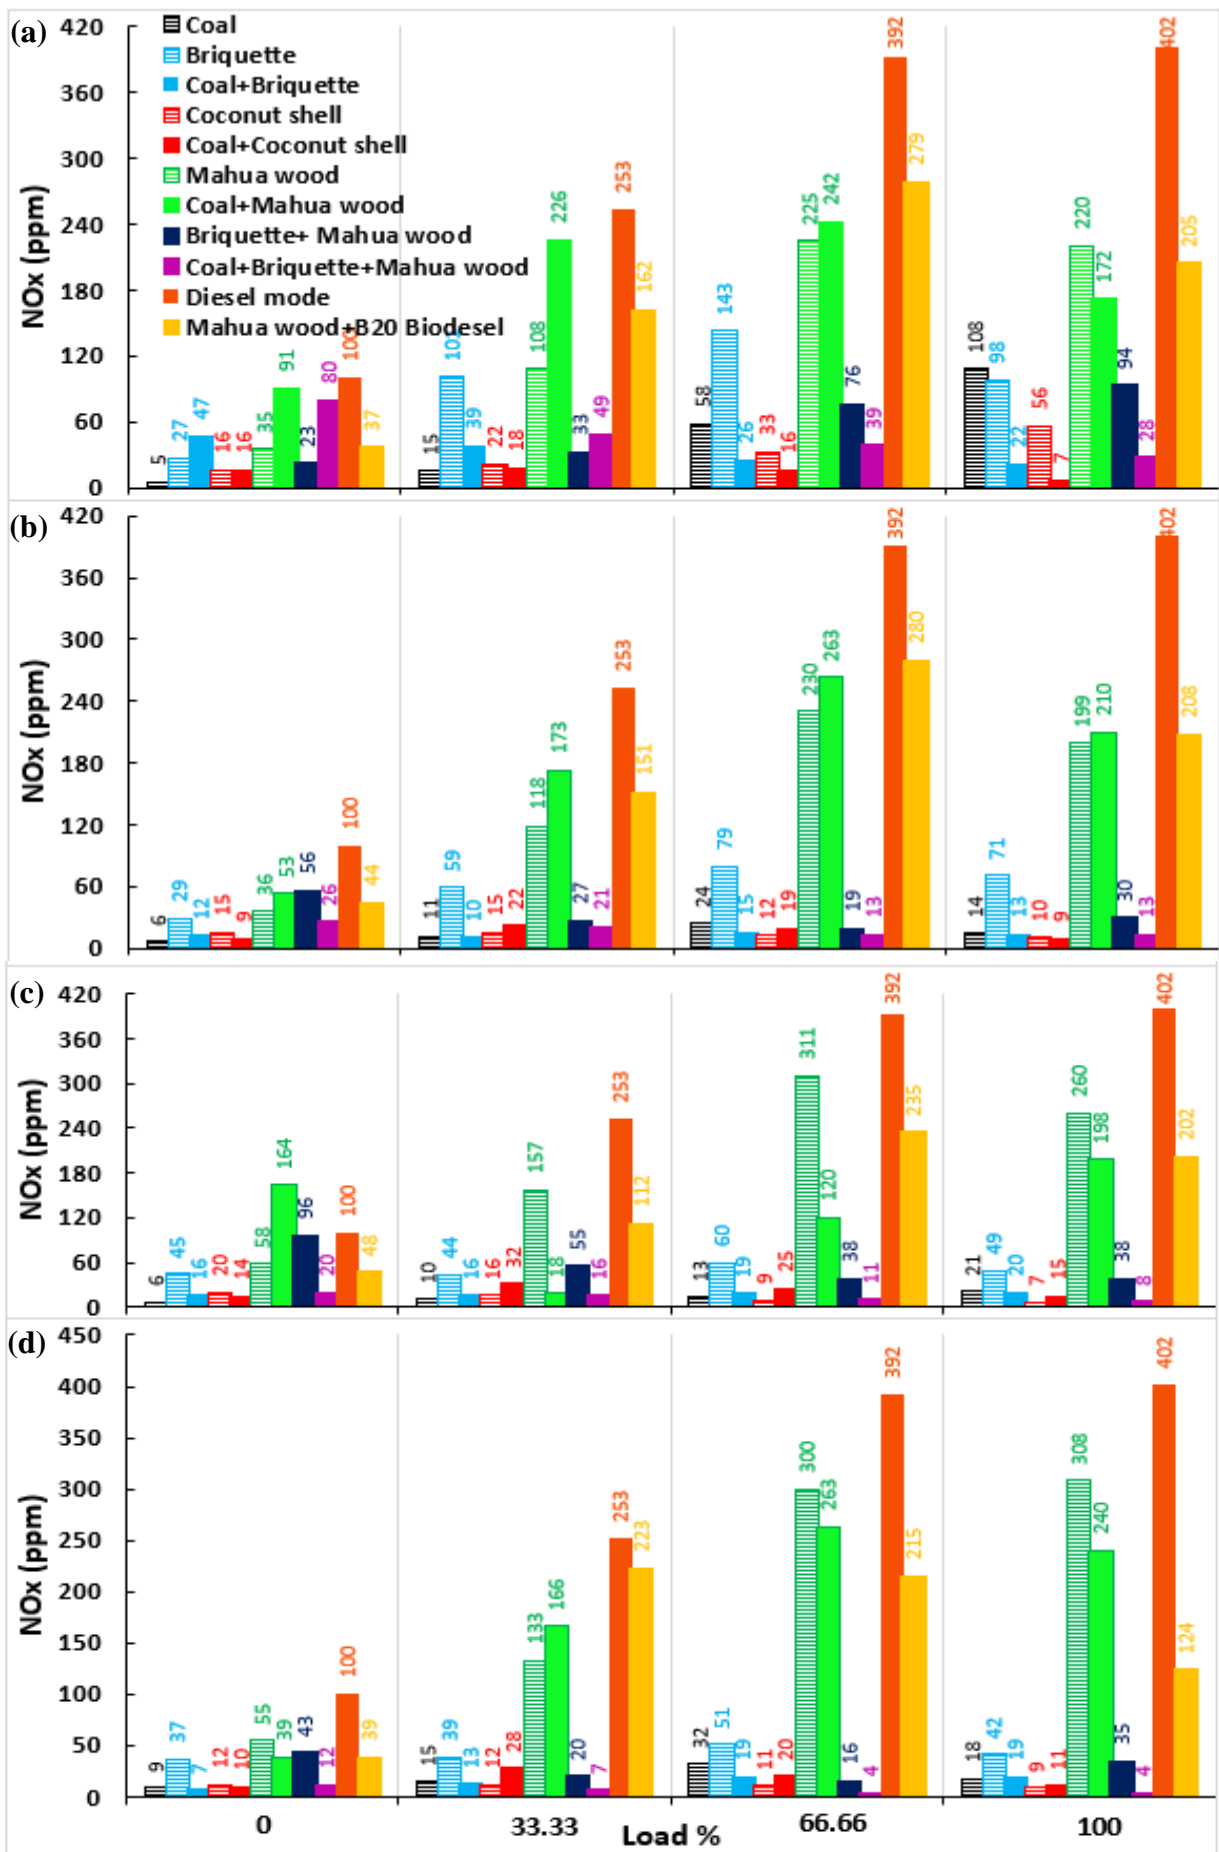 (a)
NOx (ppm)
420
360
300
240
180
120
60
0
Coal
Briquette
Coal+Briquette
Coconut shell
Coal+Coconut shell
Mahua wood
Coal+Mahua wood
Briquette+ Mahua wood
Coal+Briquette+Mahua wood
Diesel mode
Mahua wood+B20 Biodesel
5 27 47 16 16 35 91 23 80 100 37
15 39 22 18 108 226 33 49 253 162
58 143 26 33 16 225 242 76 39 392 279
108 98 22 56 7 220 172 94 28 402 205
(b)
NOx (ppm)
420
360
300
240
180
120
60
0
6 29 12 15 9 36 53 56 26 100 44
11 59 10 15 22 118 173 27 21 253 151
24 79 15 12 19 230 263 19 13 392 280
14 71 13 10 9 199 210 30 13 402 208
(c)
NOx (ppm)
420
360
300
240
180
120
60
0
6 45 16 20 14 58 164 96 20 100 48
10 44 16 16 32 157 18 55 16 253 112
13 60 19 9 25 311 120 38 11 392 235
21 49 20 7 15 260 198 38 8 402 202
(d)
NOx (ppm)
450
400
350
300
250
200
150
100
50
0
9 37 7 12 10 55 39 43 12 100 39
15 39 13 12 28 133 166 20 7 253 223
32 51 19 11 20 300 263 16 4 392 215
18 42 19 9 11 308 240 35 4 402 124
0 33.33 66.66 100
Load %